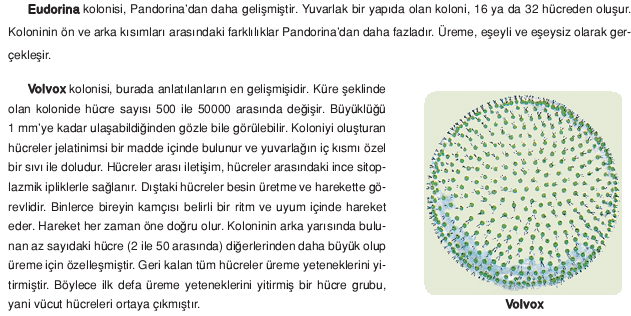 Eudorina kolonisi, Pandorina'dan daha gelişmiştir. Yuvarlak bir yapıda olan koloni, 16 ya da 32 hücreden oluşur.
Koloninin ön ve arka kısımları arasındaki farklılıklar Pandorina'dan daha fazladır. Üreme, eşeyli ve eşeysiz olarak ger-
çekleşir.
Volvox kolonisi, burada anlatılanların en gelişmişidir. Küre şeklinde
olan kolonide hücre sayısı 500 ile 50000 arasında değişir. Büyüklüğü
1 mm'ye kadar ulaşabildiğinden gözle bile görülebilir. Koloniyi oluşturan
hücreler jelatinimsi bir madde içinde bulunur ve yuvarlağın iç kısmı özel
bir sıvı ile doludur. Hücreler arası iletişim, hücreler arasındaki ince sitop-
lazmik ipliklerle sağlanır. Dıştaki hücreler besin üretme ve harekette gö-
revlidir. Binlerce bireyin kamçısı belirli bir ritm ve uyum içinde hareket
eder. Hareket her zaman öne doğru olur. Koloninin arka yarısında bulu-
nan az sayıdaki hücre (2 ile 50 arasında) diğerlerinden daha büyük olup
üreme için özelleşmiştir. Geri kalan tüm hücreler üreme yeteneklerini yi-
tirmiştir. Böylece ilk defa üreme yeteneklerini yitirmiş bir hücre grubu,
yani vücut hücreleri ortaya çıkmıştır.
Volvox